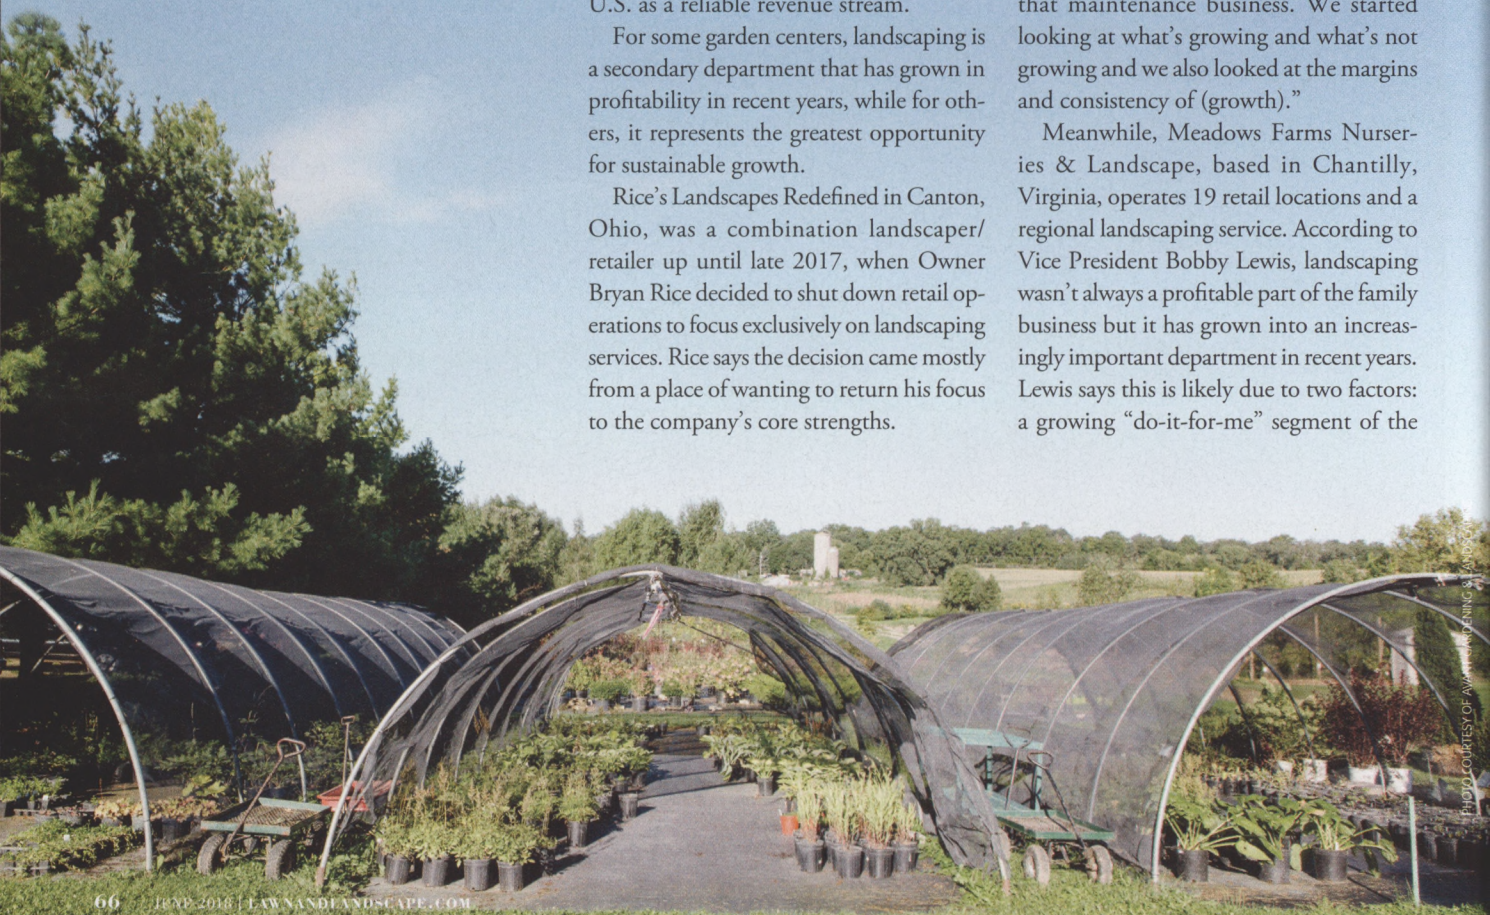 U.S. as a reliable revenue stream.
For some garden centers, landscaping is
a secondary department that has grown in
profitability in recent years, while for oth-
ers, it represents the greatest opportunity
for sustainable growth.
Rice's Landscapes Redefined in Canton,
Ohio, was a combination landscaper/
retailer up until late 2017, when Owner
Bryan Rice decided to shut down retail op-
erations to focus exclusively on landscaping
services. Rice says the decision came mostly
from a place of wanting to return his focus
to the company's core strengths.
that maintenance business. We started
looking at what's growing and what's not
growing and we also looked at the margins
and consistency of (growth).”
Meanwhile, Meadows Farms Nurser-
ies & Landscape, based in Chantilly,
Virginia, operates 19 retail locations and a
regional landscaping service. According to
Vice President Bobby Lewis, landscaping
wasn't always a profitable part of the family
business but it has grown into an increas-
ingly important department in recent years.
Lewis says this is likely due to two factors:
a growing “do-it-for-me” segment of the
PHOTO COURTESY OF AVANT GARDENING & LANDSCAPE
66 JUNE 2018 | LAWNANDLANDSCAPE.COM